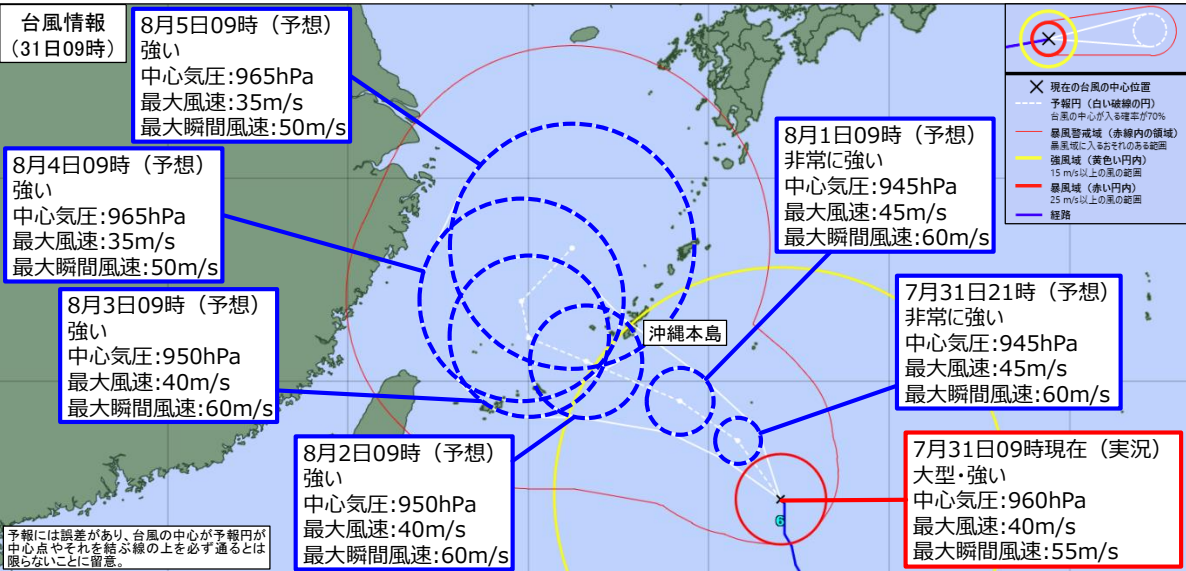 台風情報
(31日09時)
8月5日09時（予想）
強い
中心気圧:965hPa
最大風速:35m/s
最大瞬間風速:50m/s
8月4日09時（予想）
強い
中心気圧:965hPa
最大風速:35m/s
最大瞬間風速:50m/s
8月3日09時（予想）
強い
中心気圧:950hPa
最大風速:40m/s
最大瞬間風速:60m/s
8月2日09時（予想）
強い
中心気圧:950hPa
最大風速:40m/s
最大瞬間風速:60m/s
8月1日09時（予想）
非常に強い
中心気圧:945hPa
最大風速:45m/s
最大瞬間風速:60m/s
7月31日21時（予想）
非常に強い
中心気圧:945hPa
最大風速:45m/s
最大瞬間風速:60m/s
7月31日09時現在（実況）
大型･強い
中心気圧:960hPa
最大風速:40m/s
最大瞬間風速:55m/s
沖縄本島
6
現在の台風の中心位置
予報円（白い破線の円）
台風の中心が入る確率が70%
暴風警戒域（赤線内の領域）
暴風域に入るおそれのある範囲
強風域（黄色い円内）
15 m/s以上の風の範囲
暴風域（赤い円内）
25 m/s以上の風の範囲
経路
予報には誤差があり、台風の中心が予報円が
中心点やそれを結ぶ線の上を必ず通るとは
限らないことに留意。